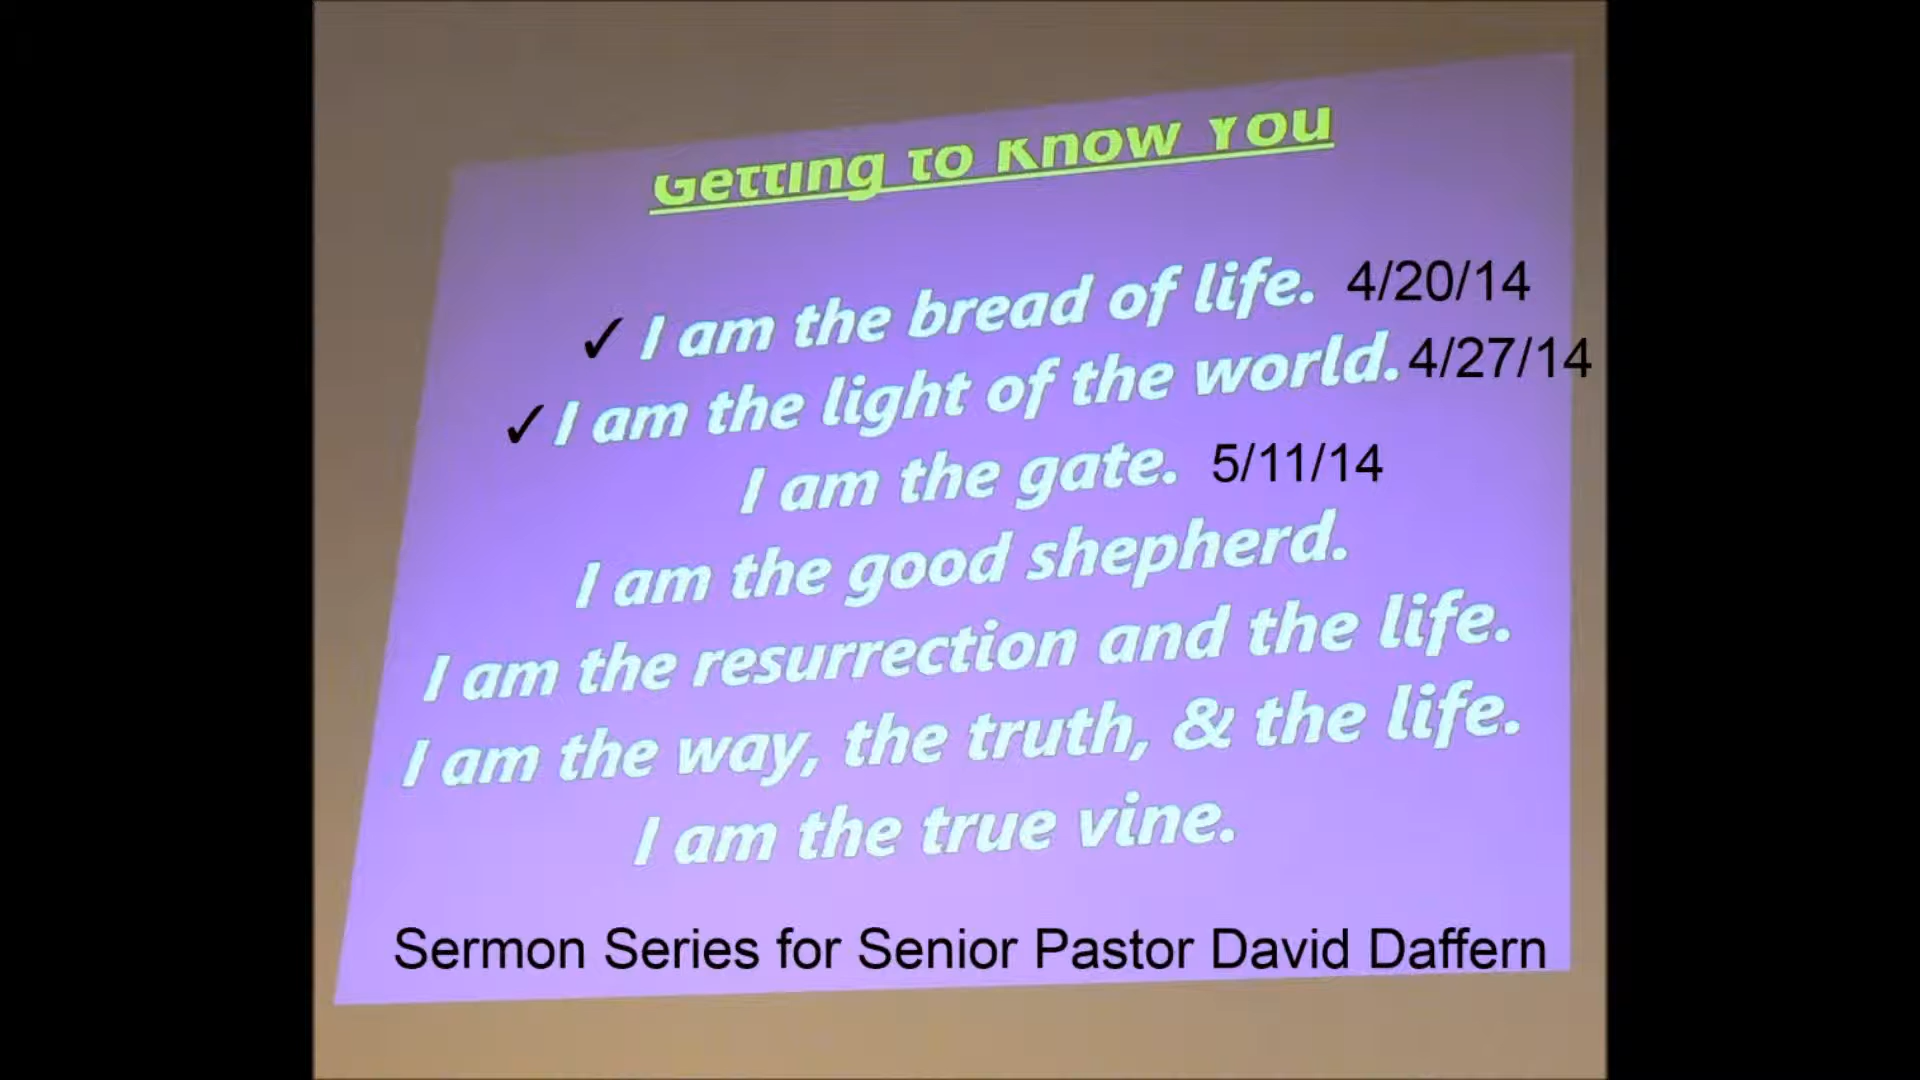 Getting to Know You
✓ I am the bread of life. 4/20/14
✓ I am the light of the world. 4/27/14
I am the gate. 5/11/14
I am the good shepherd.
I am the resurrection and the life.
I am the way, the truth, & the life.
I am the true vine.
Sermon Series for Senior Pastor David Daffern